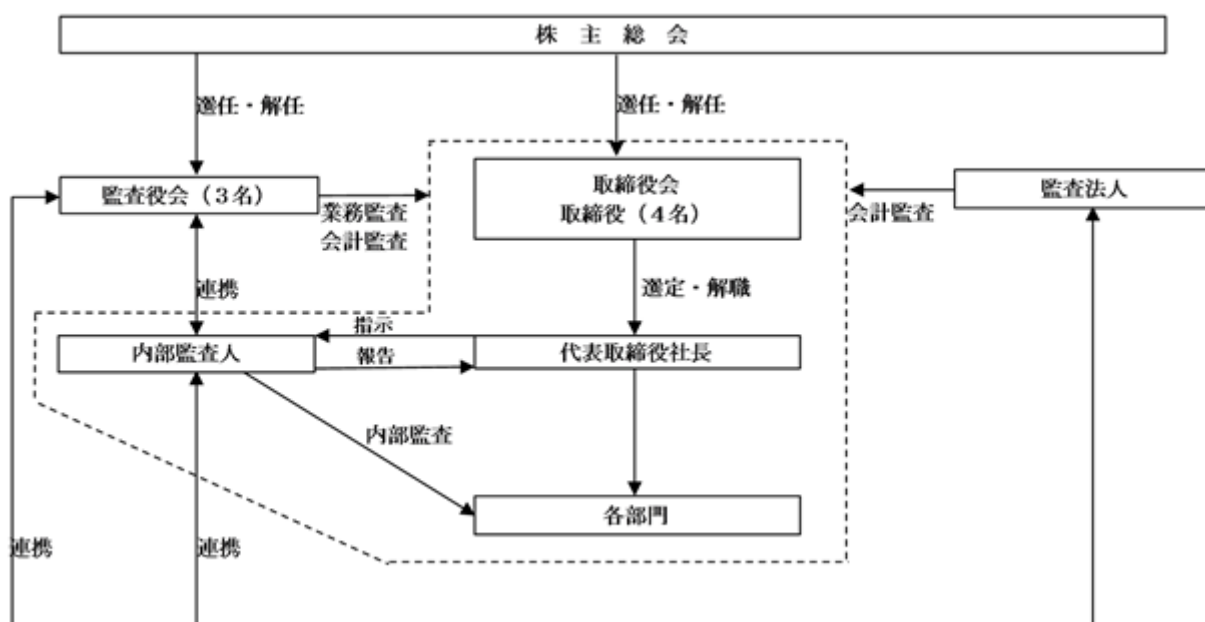 株主総会
選任・解任
選任・解任
監査役会（３名）
業務監査
会計監査
取締役会
取締役（４名）
監査法人
会計監査
連携
選定・解職
指示
内部監査人
報告
代表取締役社長
内部監査
各部門
連携
連携